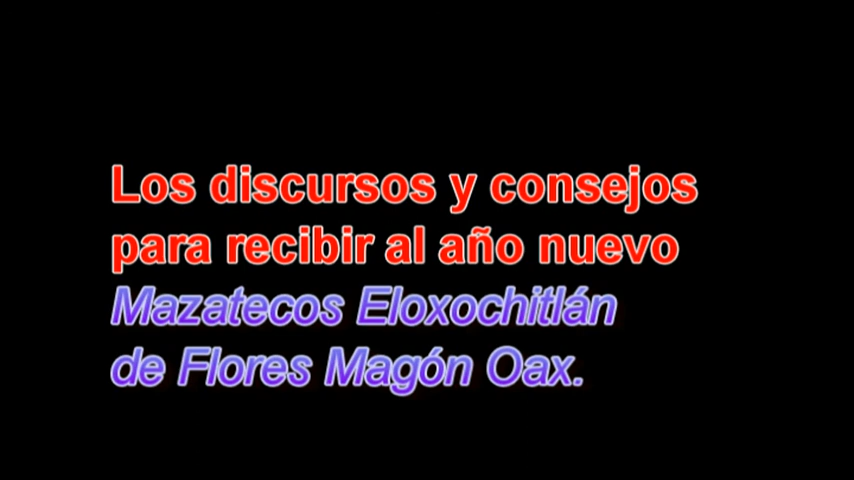 Los discursos y consejos
para recibir al año nuevo
Mazatecos Eloxochitlán
de Flores Magón Oax.